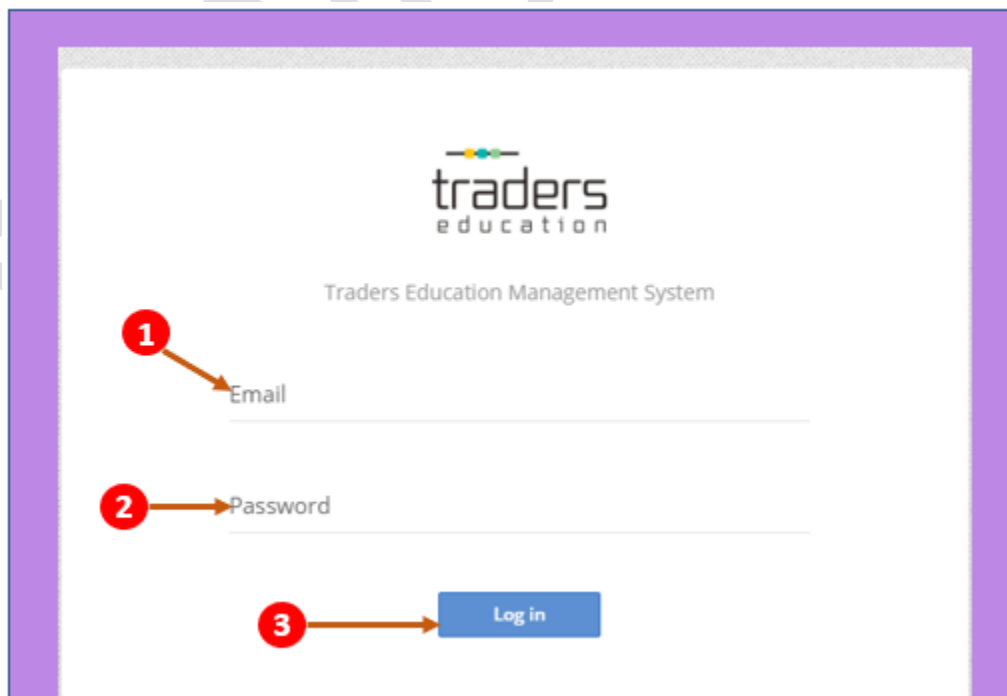 traders
education
Traders Education Management System
1
Email
2
Password
3
Log in